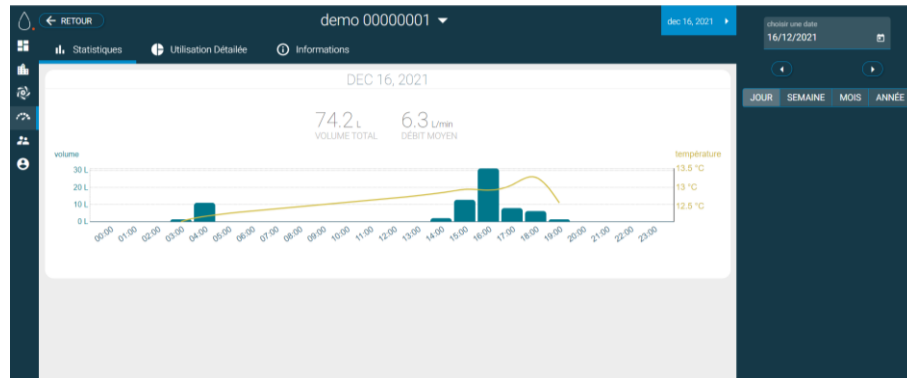 RETOUR
demo 00000001
dec 16, 2021
Statistiques
Utilisation Détaillée
Informations
DEC 16, 2021
74.2 L
VOLUME TOTAL
6.3 L/min
DÉBIT MOYEN
volume
température
30 L
20 L
10 L
0 L
13.5 °C
13 °C
12.5 °C
00:00 01:00 02:00 03:00 04:00 05:00 06:00 07:00 08:00 09:00 10:00 11:00 12:00 13:00 14:00 15:00 16:00 17:00 18:00 19:00 20:00 21:00 22:00 23:00
choisir une date
16/12/2021
JOUR SEMAINE MOIS ANNÉE